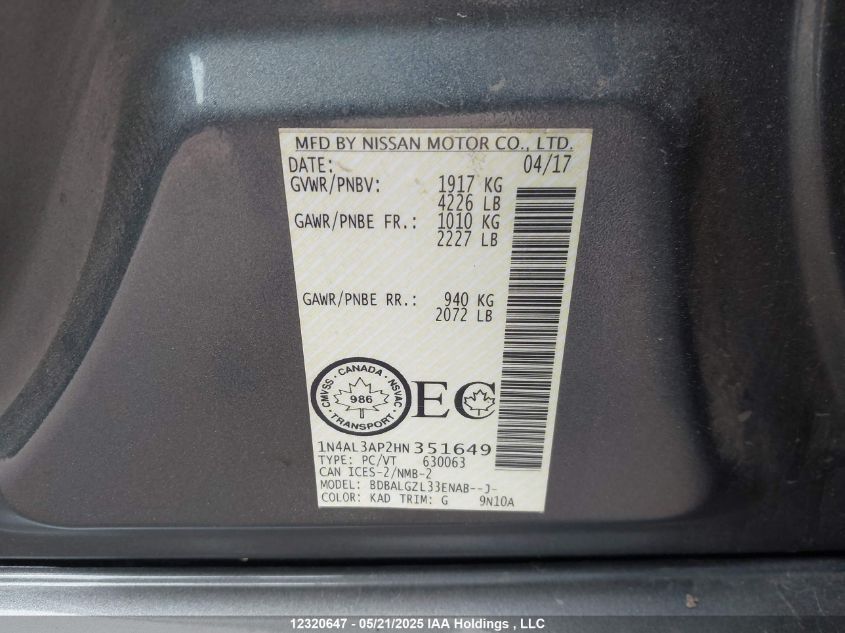 MFD BY NISSAN MOTOR CO., LTD.
DATE: 04/17
GVWR/PNBV: 1917 KG
4226 LB
GAWR/PNBE FR.: 1010 KG
2227 LB
GAWR/PNBE RR.: 940 KG
2072 LB
CMVSS · CANADA · NSVAC
986
TRANSPORT
EC
1N4AL3AP2HN351649
TYPE: PC/VT 630063
CAN ICES-2/NMB-2
MODEL: BDBALGZL33ENAB--J-
COLOR: KAD TRIM: G 9N10A
12320647 - 05/21/2025 IAA Holdings , LLC